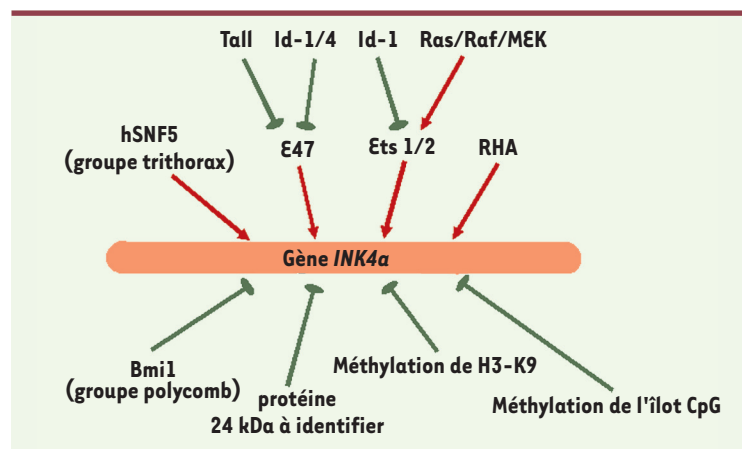 Tall Id-1/4 Id-1 Ras/Raf/MEK
hSNF5
(groupe trithorax)
E47
Ets 1/2
RHA
Gène INK4a
Bmi1
(groupe polycomb)
protéine
24 kDa à identifier
Méthylation de H3-K9
Méthylation de l'îlot CpG